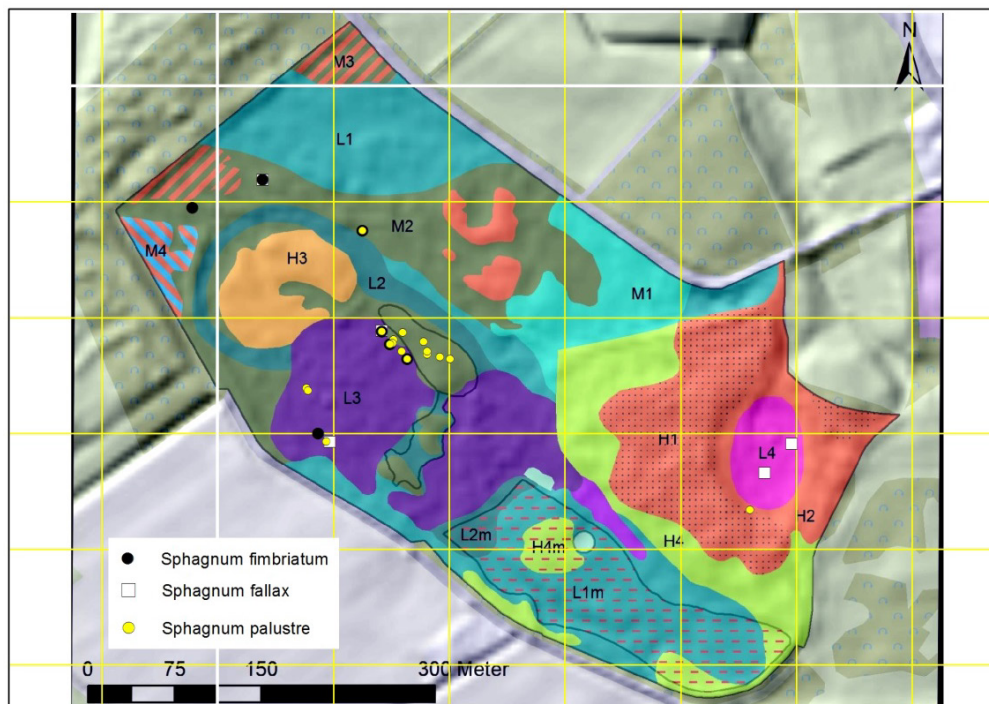 N
M3
L1
M2
M4
H3
L2
M1
L3
H1
L4
H2
L2m
H4m
H4
L1m
Sphagnum fimbriatum
Sphagnum fallax
Sphagnum palustre
0 75 150 300 Meter